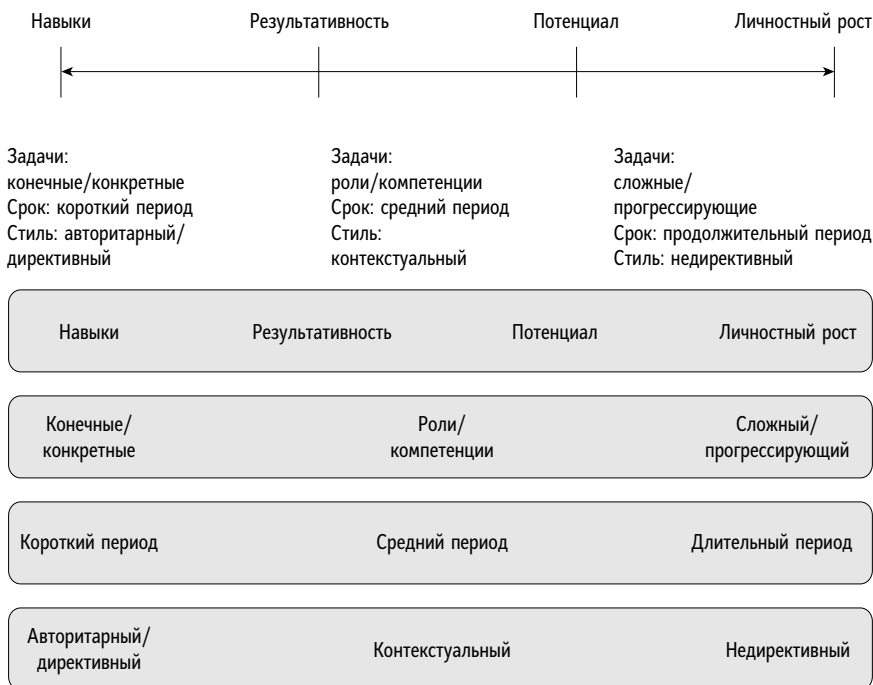 Навыки Результативность Потенциал Личностный рост
Задачи:
конечные/конкретные
Срок: короткий период
Стиль: авторитарный/
директивный
Задачи:
роли/компетенции
Срок: средний период
Стиль:
контекстуальный
Задачи:
сложные/
прогрессирующие
Срок: продолжительный период
Стиль: недирективный
Навыки Результативность Потенциал Личностный рост
Конечные/
конкретные
Роли/
компетенции
Сложный/
прогрессирующий
Короткий период Средний период Длительный период
Авторитарный/
директивный
Контекстуальный
Недирективный